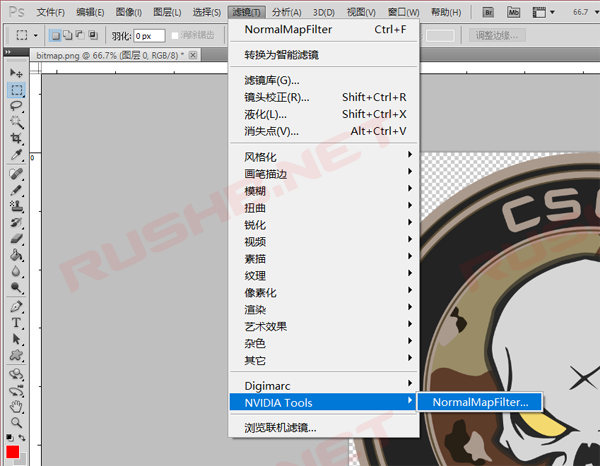 Ps 文件(F) 编辑(E) 图像(I) 图层(L) 选择(S) 滤镜(T) 分析(A) 3D(D) 视图(V) 窗口(W) 帮助(H) Br Mb 66.7
羽化: 0 px 消除锯齿 调整边缘...
bitmap.png @ 66.7% (图层 0, RGB/8) * ×
NormalMapFilter Ctrl+F
转换为智能滤镜
滤镜库(G)...
镜头校正(R)... Shift+Ctrl+R
液化(L)... Shift+Ctrl+X
消失点(V)... Alt+Ctrl+V
风格化
画笔描边
模糊
扭曲
锐化
视频
素描
纹理
像素化
渲染
艺术效果
杂色
其它
Digimarc
NVIDIA Tools
NormalMapFilter...
浏览联机滤镜...
0
CS
RUSHB.NET